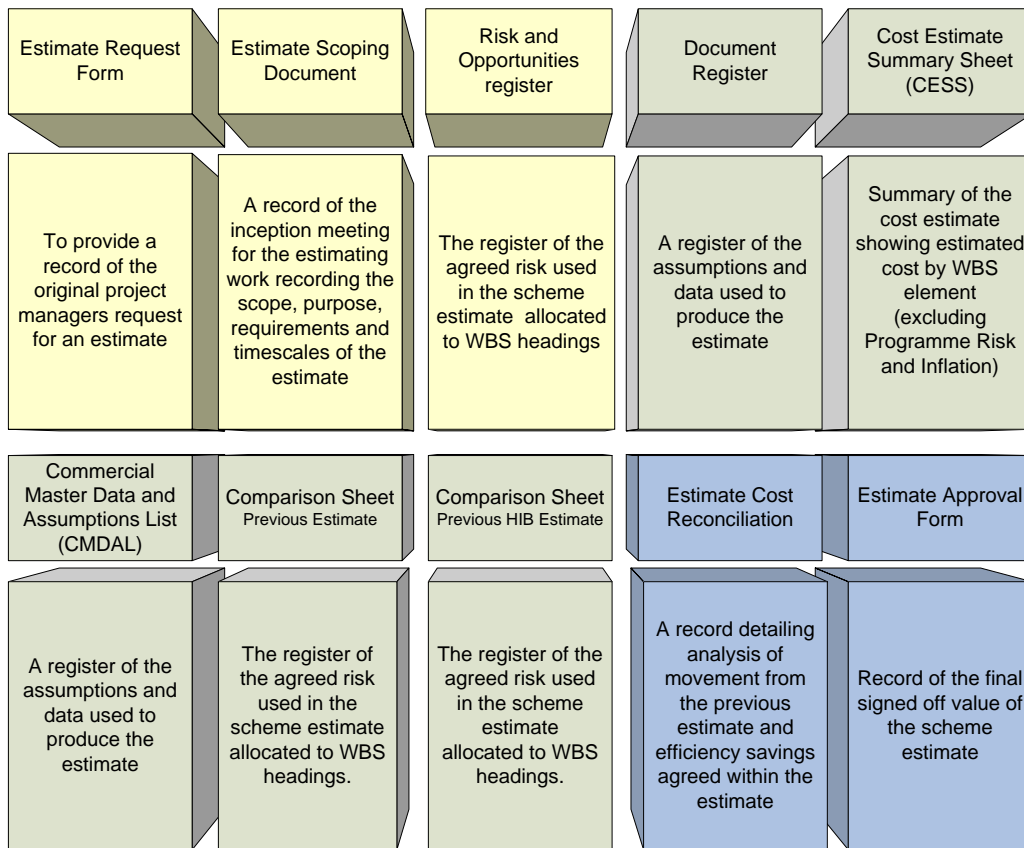 Estimate Request
Form
Estimate Scoping
Document
Risk and
Opportunities
register
Document
Register
Cost Estimate
Summary Sheet
(CESS)
To provide a
record of the
original project
managers request
for an estimate
A record of the
inception meeting
for the estimating
work recording the
scope, purpose,
requirements and
timescales of the
estimate
The register of the
agreed risk used
in the scheme
estimate allocated
to WBS headings
A register of the
assumptions and
data used to
produce the
estimate
Summary of the
cost estimate
showing estimated
cost by WBS
element
(excluding
Programme Risk
and Inflation)
Commercial
Master Data and
Assumptions List
(CMDAL)
Comparison Sheet
Previous Estimate
Comparison Sheet
Previous HIB Estimate
Estimate Cost
Reconciliation
Estimate Approval
Form
A register of the
assumptions and
data used to
produce the
estimate
The register of
the agreed risk
used in the
scheme estimate
allocated to WBS
headings.
The register of the
agreed risk used
in the scheme
estimate
allocated to WBS
headings.
A record detailing
analysis of
movement from
the previous
estimate and
efficiency savings
agreed within the
estimate
Record of the final
signed off value of
the scheme
estimate